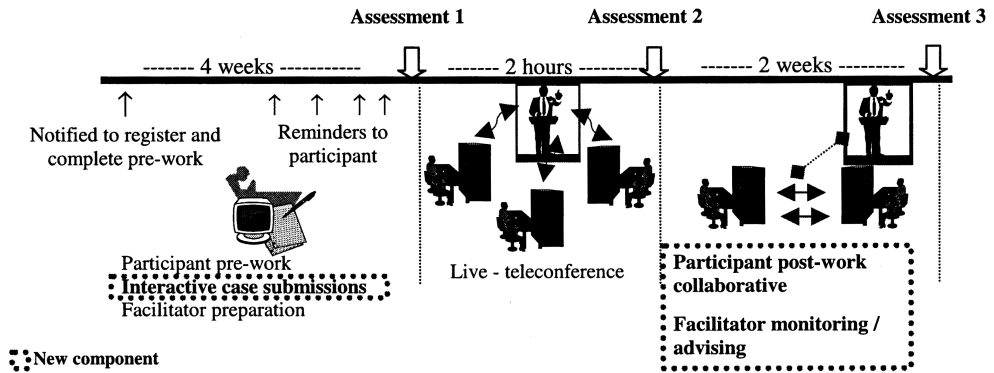 Assessment 1
Assessment 2
Assessment 3
------- 4 weeks -------
------- 2 hours -------
------- 2 weeks -------
Notified to register and
complete pre-work
Reminders to
participant
Participant pre-work
Interactive case submissions
Facilitator preparation
Live - teleconference
Participant post-work
collaborative
Facilitator monitoring /
advising
New component